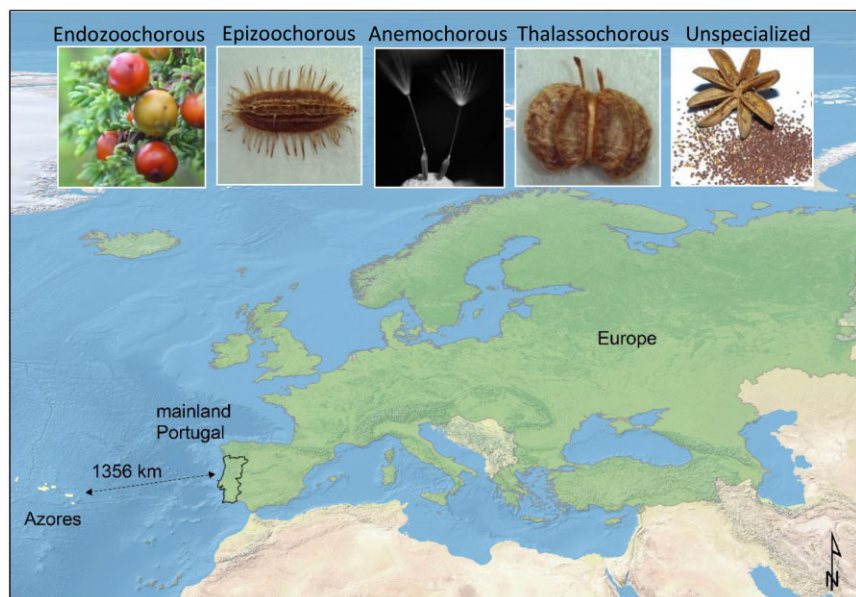 Endozoochorous
Epizoochorous
Anemochorous
Thalassochorous
Unspecialized
Europe
mainland
Portugal
1356 km
Azores
N